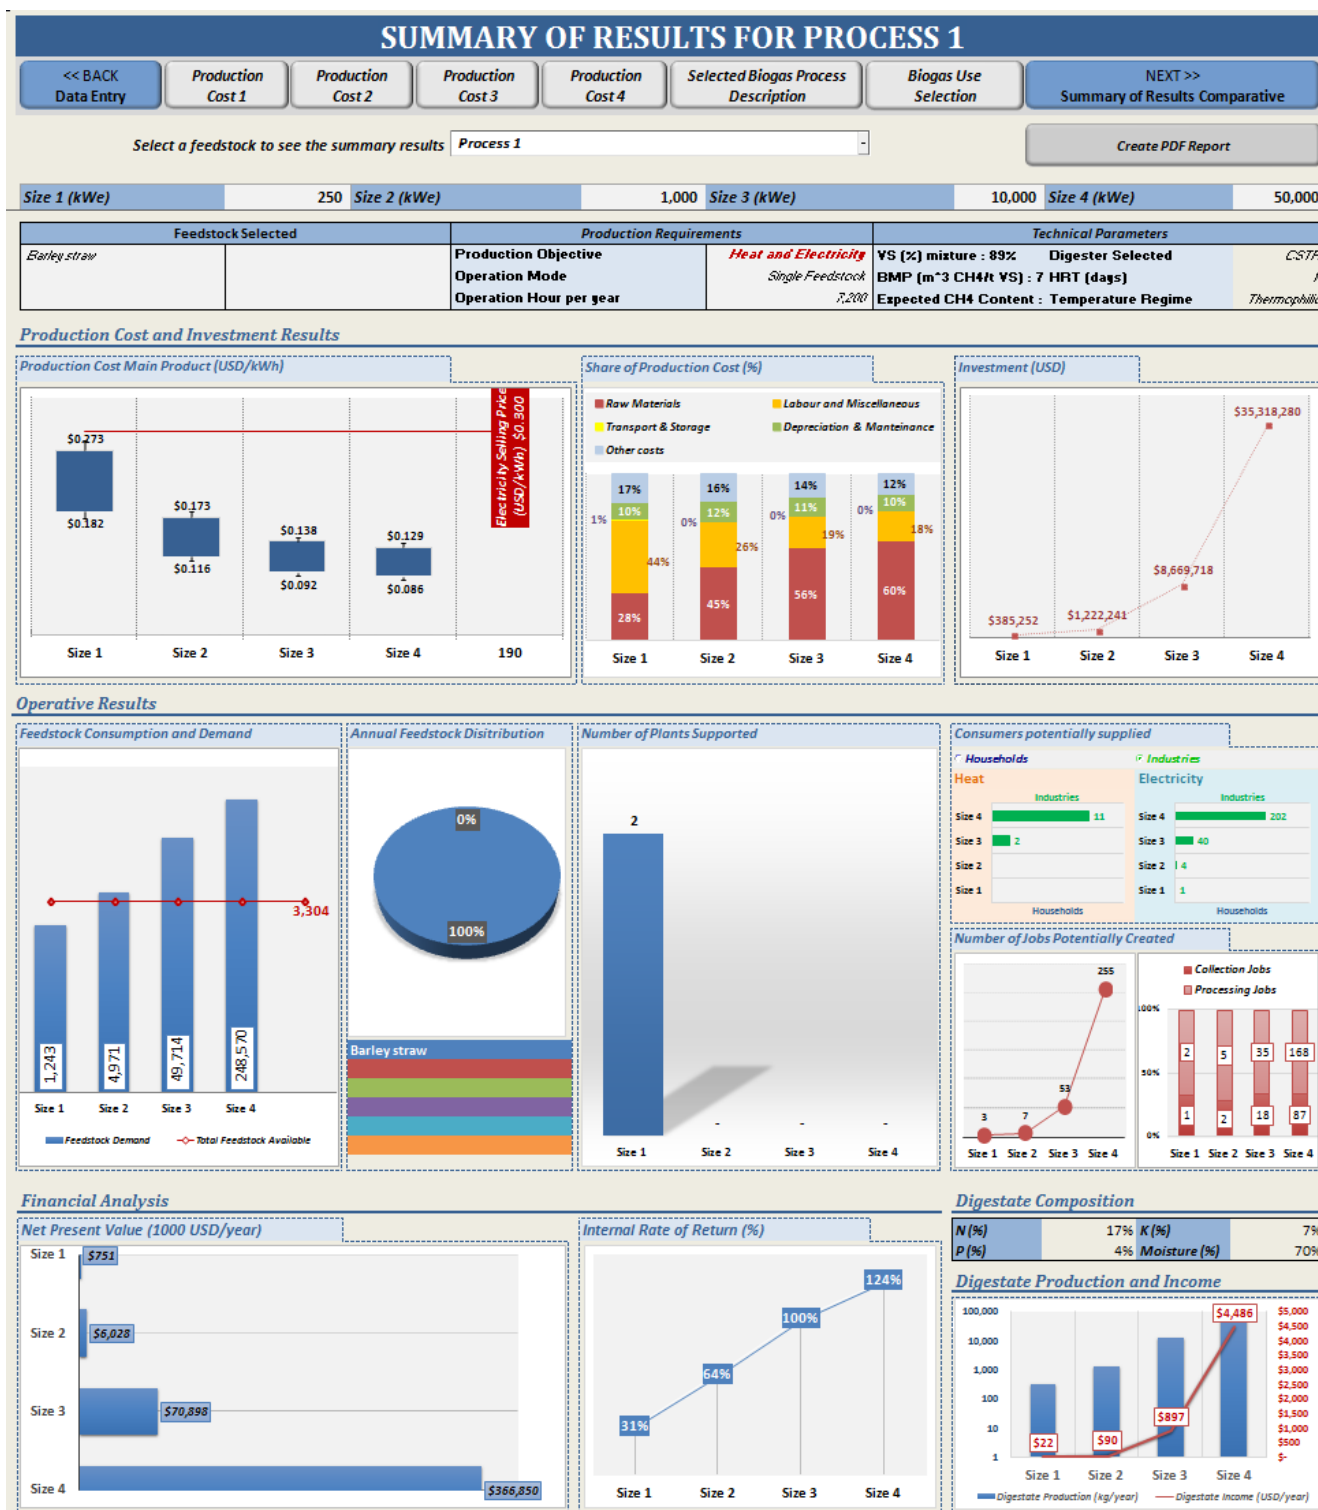 SUMMARY OF RESULTS FOR PROCESS 1
<< BACK
Data Entry
Production
Cost 1
Production
Cost 2
Production
Cost 3
Production
Cost 4
Selected Biogas Process
Description
Biogas Use
Selection
NEXT >>
Summary of Results Comparative
Select a feedstock to see the summary results
Process 1
Create PDF Report
Size 1 (kWe) 250 Size 2 (kWe) 1,000 Size 3 (kWe) 10,000 Size 4 (kWe) 50,000
Feedstock Selected
Production Requirements
Technical Parameters
Barley straw
Production Objective Heat and Electricity
Operation Mode Single Feedstock
Operation Hour per year 7,200
VS (%) mixture : 89% Digester Selected
BMP (m^3 CH4/t VS) : 7 HRT (days)
Expected CH4 Content : Temperature Regime Thermophilic
Production Cost and Investment Results
Production Cost Main Product (USD/kWh)
$0.273
$0.182
$0.173
$0.116
$0.138
$0.092
$0.129
$0.086
Electricity Selling Price
(USD/kWh) $0.300
Size 1 Size 2 Size 3 Size 4 190
Share of Production Cost (%)
Raw Materials
Labour and Miscellaneous
Transport & Storage
Depreciation & Manteinance
Other costs
17% 16% 14% 12%
10% 12% 11% 10%
1% 0% 0% 0%
44% 26% 19% 18%
28% 45% 56% 60%
Size 1 Size 2 Size 3 Size 4
Investment (USD)
$35,318,280
$8,669,718
$1,222,241
$385,252
Size 1 Size 2 Size 3 Size 4
Operative Results
Feedstock Consumption and Demand
3,304
1,243 4,971 49,714 248,570
Size 1 Size 2 Size 3 Size 4
Feedstock Demand
Total Feedstock Available
Annual Feedstock Disitribution
0%
100%
Barley straw
Number of Plants Supported
2
- - -
Size 1 Size 2 Size 3 Size 4
Consumers potentially supplied
Households
Industries
Heat
Industries
Size 4 11
Size 3 2
Size 2
Size 1
Households
Electricity
Industries
Size 4 202
Size 3 40
Size 2 4
Size 1 1
Households
Number of Jobs Potentially Created
255
53
3 7
Size 1 Size 2 Size 3 Size 4
Collection Jobs
Processing Jobs
100%
50%
0%
2 5 35 168
1 2 18 87
Size 1 Size 2 Size 3 Size 4
Financial Analysis
Net Present Value (1000 USD/year)
Size 1 $751
Size 2 $6,028
Size 3 $70,898
Size 4 $366,850
Internal Rate of Return (%)
31% 64% 100% 124%
Size 1 Size 2 Size 3 Size 4
Digestate Composition
N (%) 17% K (%) 7%
P (%) 4% Moisture (%) 70%
Digestate Production and Income
100,000
10,000
1,000
100
10
1
$22 $90 $897 $4,486
$5,000
$4,500
$4,000
$3,500
$3,000
$2,500
$2,000
$1,500
$1,000
$500
$-
Size 1 Size 2 Size 3 Size 4
Digestate Production (kg/year)
Digestate Income (USD/year)